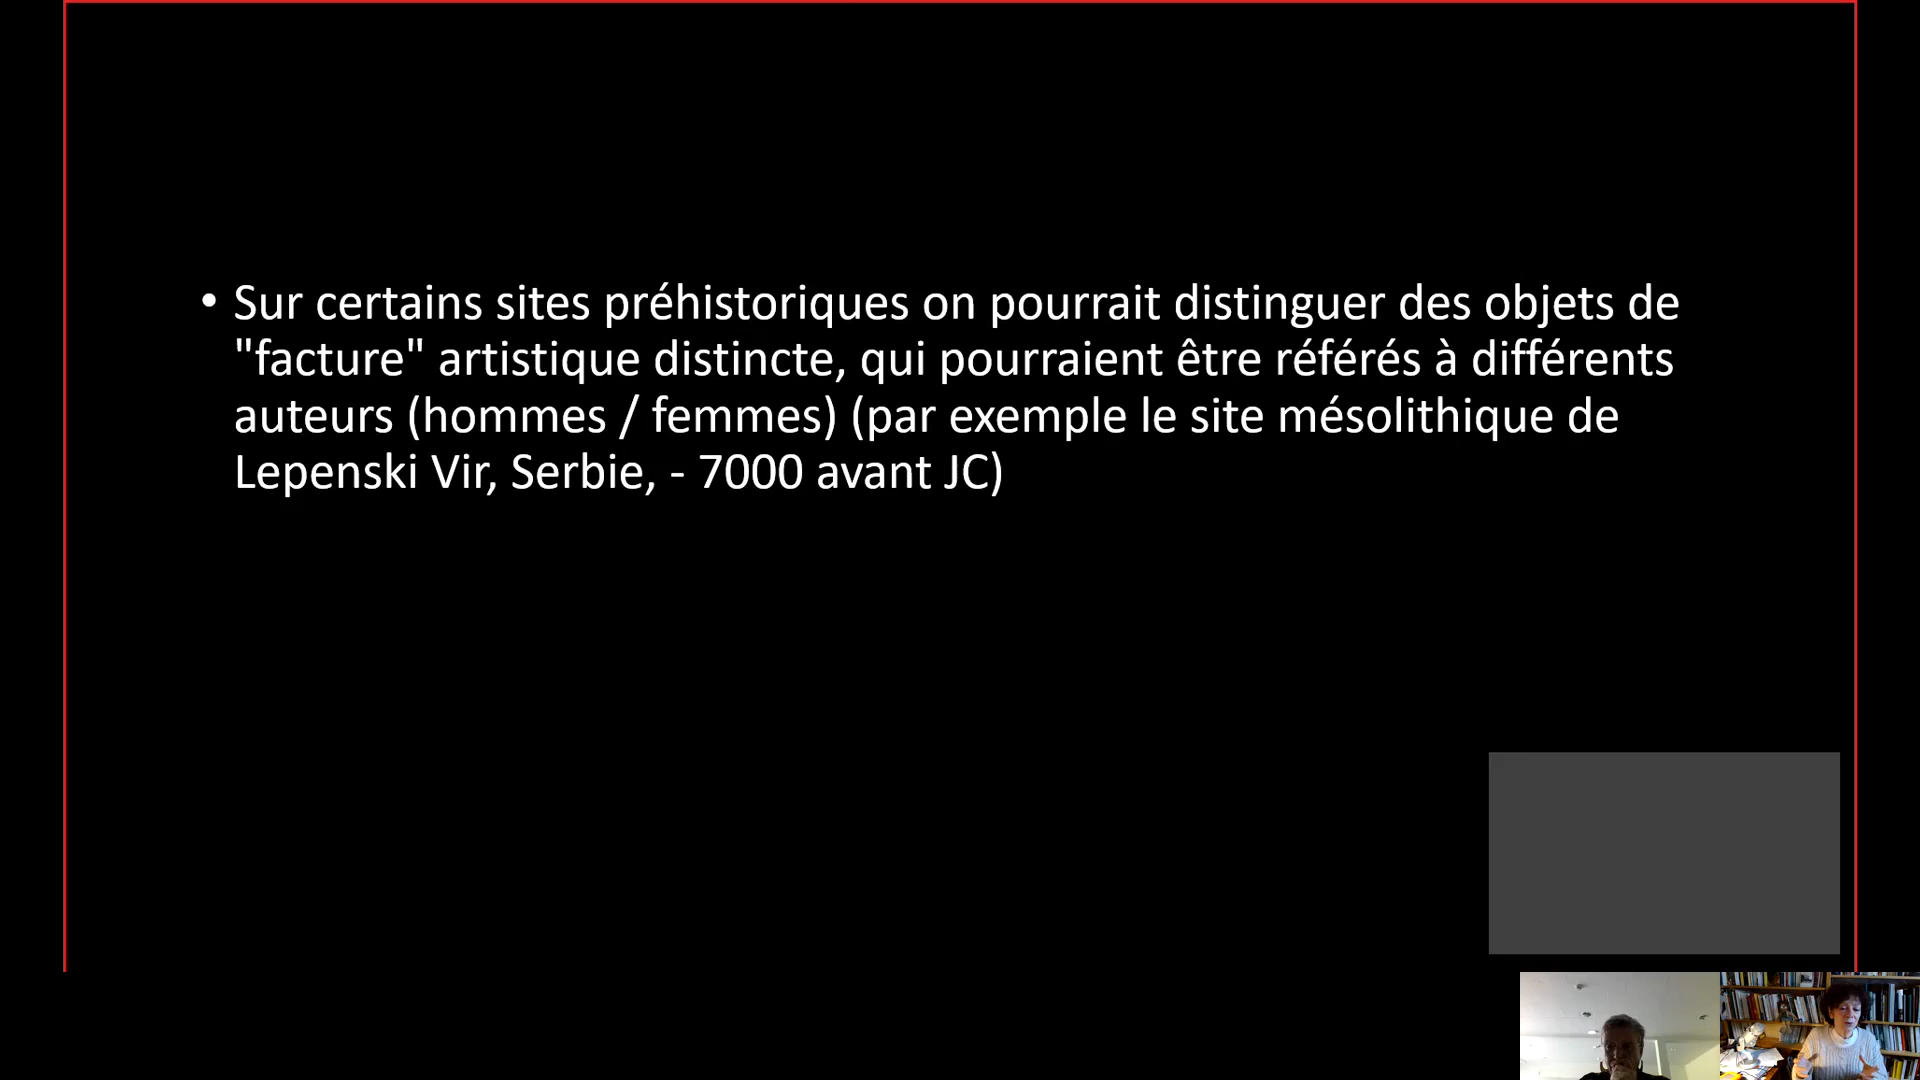 • Sur certains sites préhistoriques on pourrait distinguer des objets de
"facture" artistique distincte, qui pourraient être référés à différents
auteurs (hommes / femmes) (par exemple le site mésolithique de
Lepenski Vir, Serbie, - 7000 avant JC)